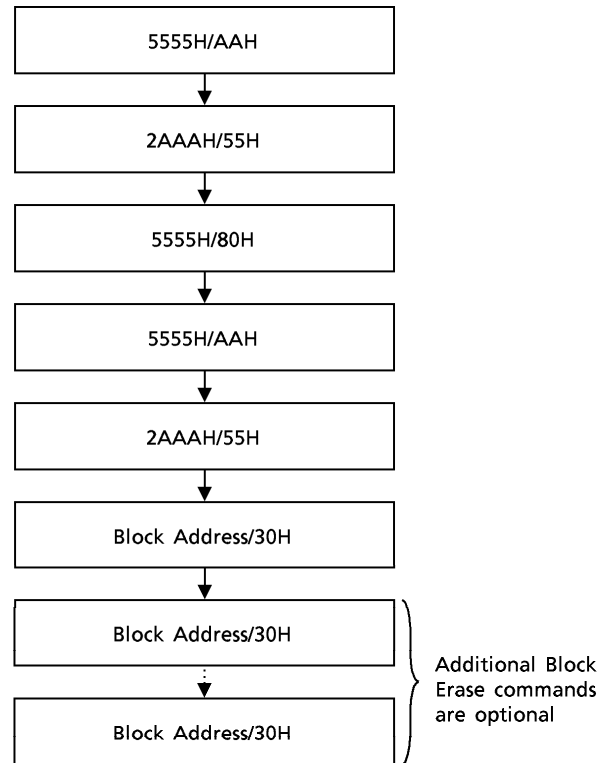 5555H/AAH
2AAAH/55H
5555H/80H
5555H/AAH
2AAAH/55H
Block Address/30H
Block Address/30H
Block Address/30H
Additional Block
Erase commands
are optional